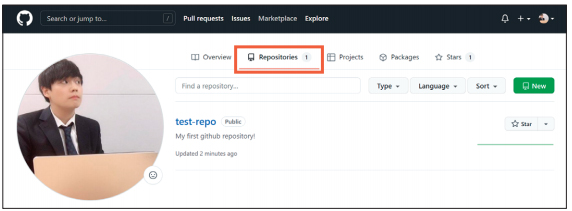 Search or jump to... / Pull requests Issues Marketplace Explore
Overview Repositories 1 Projects Packages Stars 1
Find a repository... Type Language Sort New
test-repo Public Star
My first github repository!
Updated 2 minutes ago